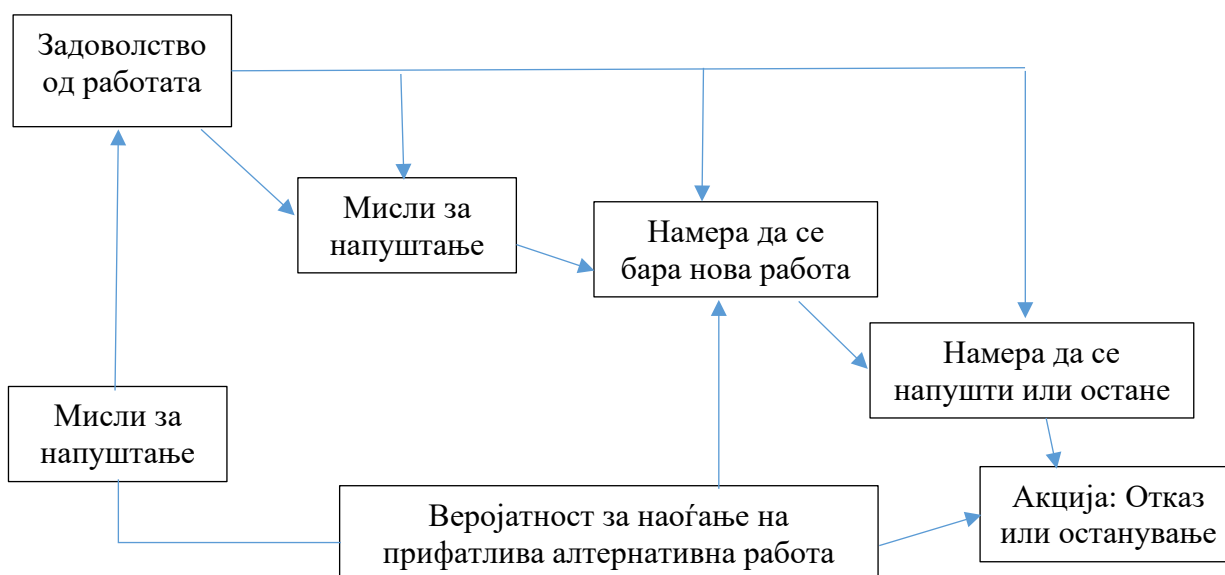 Задоволство
од работата
Мисли за
напуштање
Намера да се
бара нова работа
Намера да се
напушти или остане
Мисли за
напуштање
Веројатност за наоѓање на
прифатлива алтернативна работа
Акција: Отказ
или останување